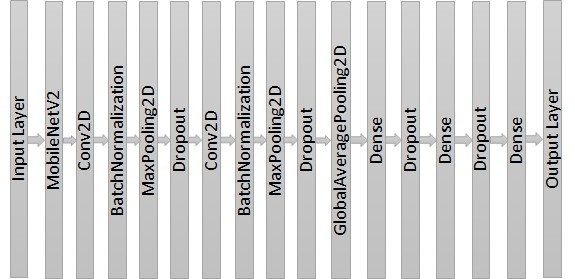 Input Layer
MobileNetV2
Conv2D
BatchNormalization
MaxPooling2D
Dropout
Conv2D
BatchNormalization
MaxPooling2D
Dropout
GlobalAveragePooling2D
Dense
Dropout
Dense
Dropout
Dense
Output Layer